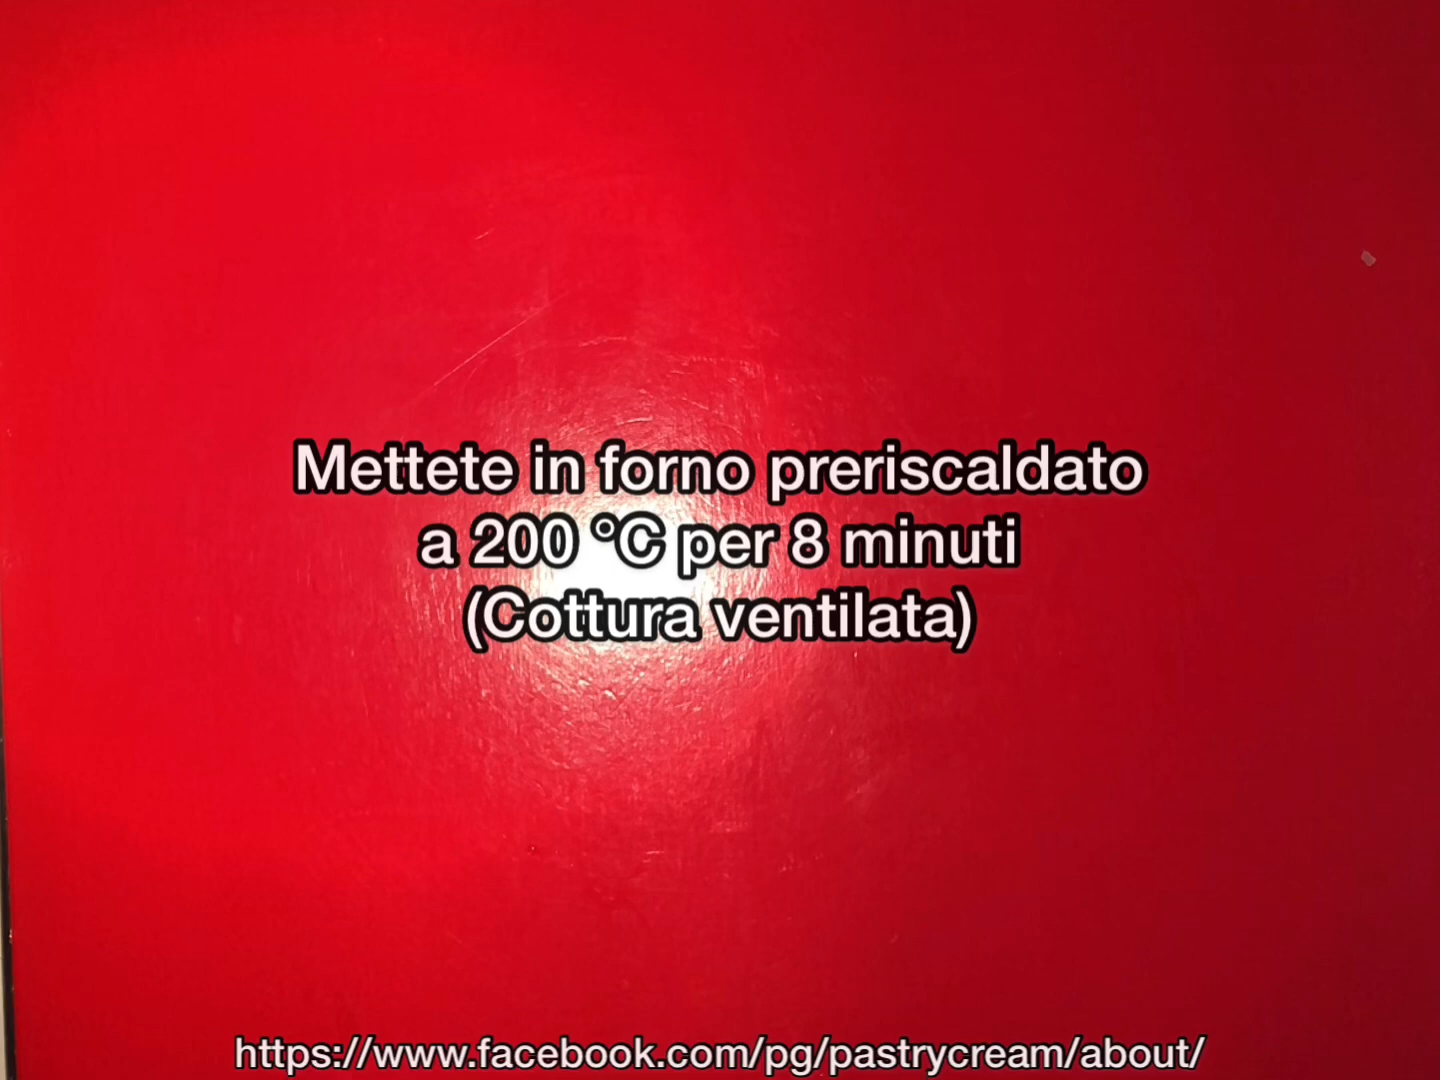 Mettete in forno preriscaldato
a 200 °C per 8 minuti
(Cottura ventilata)
https://www.facebook.com/pg/pastrycream/about/